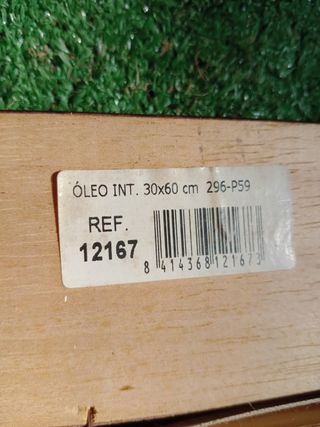 ÓLEO INT. 30x60 cm 296-P59
REF.
12167
8 414368 121673